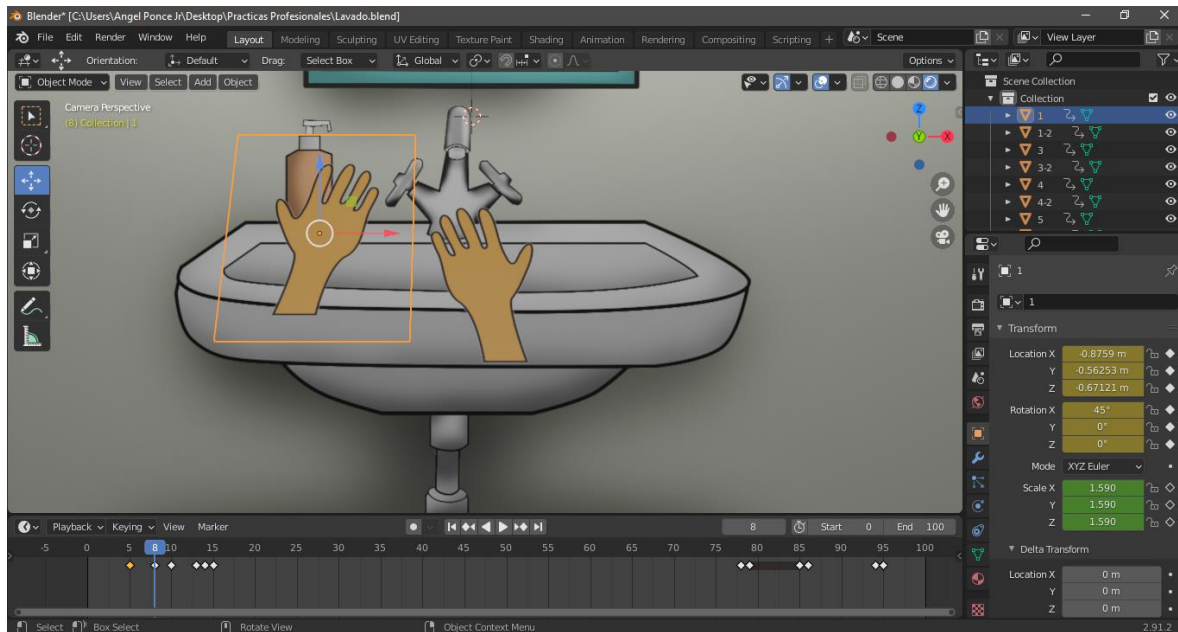 Blender* [C:\Users\Angel Ponce Jr\Desktop\Practicas Profesionales\Lavado.blend]
File Edit Render Window Help Layout Modeling Sculpting UV Editing Texture Paint Shading Animation Rendering Compositing Scripting + Scene View Layer
Orientation: Default Drag: Select Box Global Options
Object Mode View Select Add Object
Camera Perspective
(8) Collection | 1
Z
Y
X
Scene Collection
Collection
1
1-2
3
3-2
4
4-2
5
1
1
Transform
Location X -0.8759 m
Y -0.56253 m
Z -0.67121 m
Rotation X 45°
Y 0°
Z 0°
Mode XYZ Euler
Scale X 1.590
Y 1.590
Z 1.590
Delta Transform
Location X 0 m
Y 0 m
Z 0 m
Playback Keying View Marker 8 Start 0 End 100
-5 0 5 8 10 15 20 25 30 35 40 45 50 55 60 65 70 75 80 85 90 95 100
Select Box Select Rotate View Object Context Menu 2.91.2